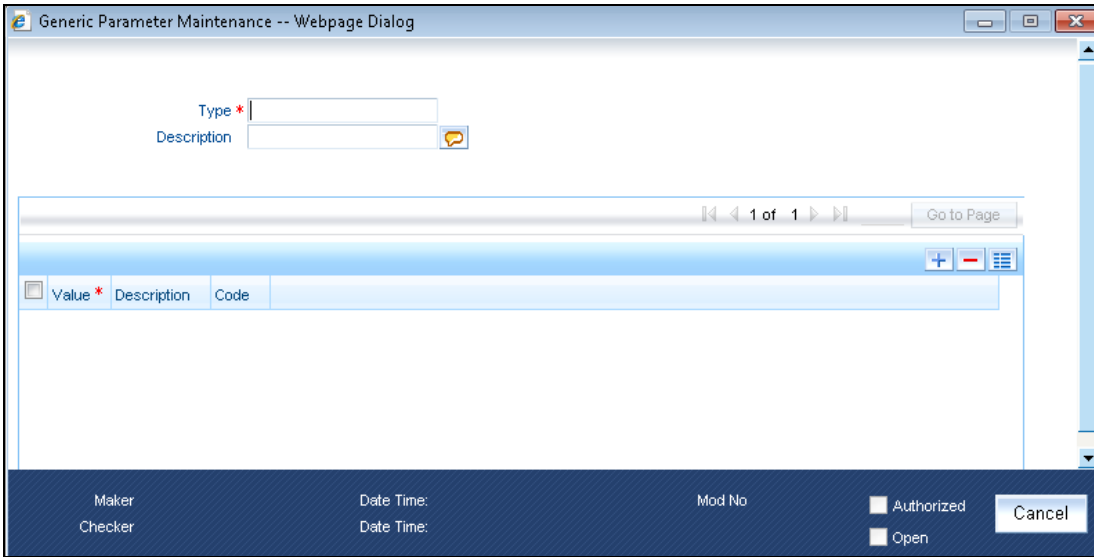 Generic Parameter Maintenance -- Webpage Dialog
Type *
Description
1 of 1 Go to Page
Value * Description Code
Maker Date Time: Mod No Authorized
Checker Date Time: Open
Cancel